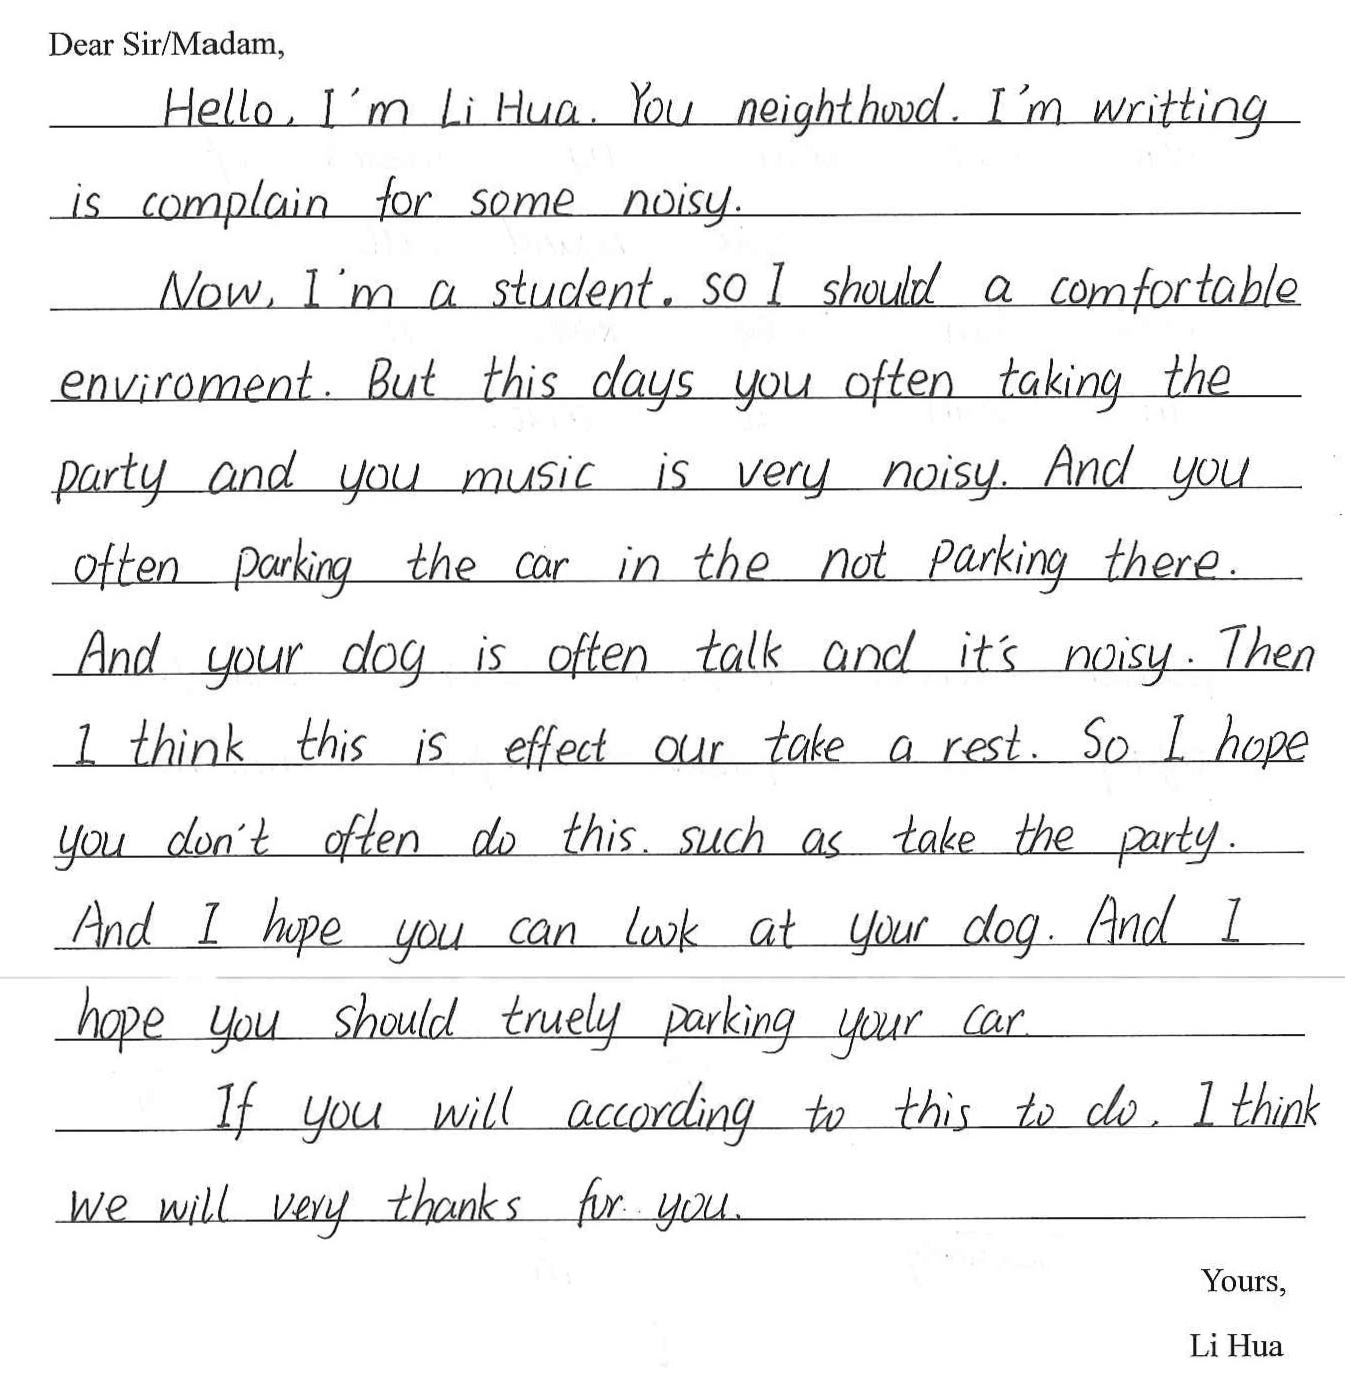 Dear Sir/Madam,
Hello, I'm Li Hua. You neighthood. I'm writting
is complain for some noisy.
Now, I'm a student. so I should a comfortable
enviroment. But this days you often taking the
party and you music is very noisy. And you
often parking the car in the not parking there.
And your dog is often talk and it's noisy. Then
I think this is effect our take a rest. So I hope
you don't often do this. such as take the party.
And I hope you can look at your dog. And I
hope you should truely parking your car.
If you will according to this to do, I think
we will very thanks for you.
Yours,
Li Hua